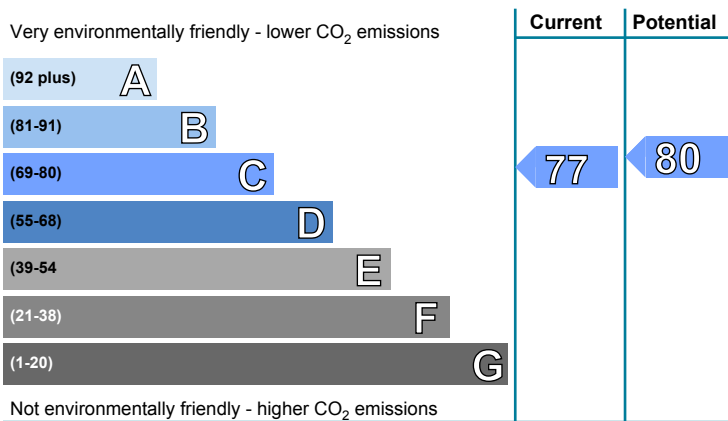 Current Potential
Very environmentally friendly - lower CO2 emissions
(92 plus) A
(81-91) B
(69-80) C
77 80
(55-68) D
(39-54 E
(21-38) F
(1-20) G
Not environmentally friendly - higher CO2 emissions